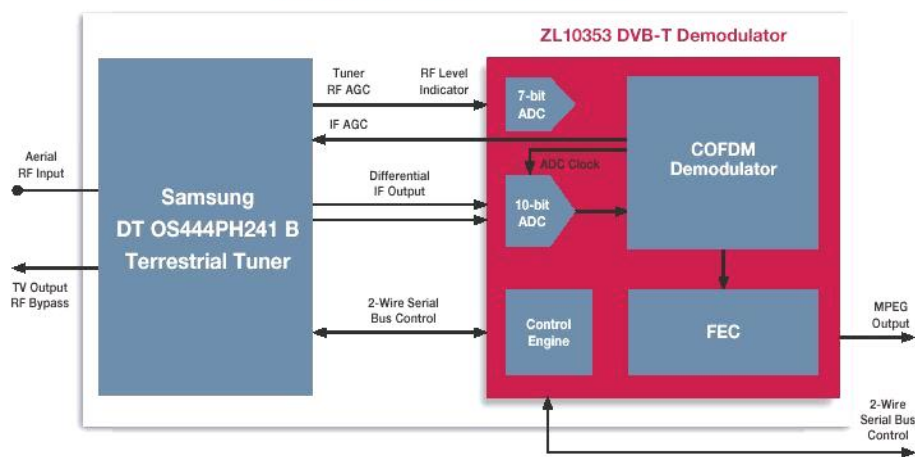 ZL10353 DVB-T Demodulator
Tuner
RF AGC
RF Level
Indicator
7-bit
ADC
IF AGC
ADC Clock
COFDM
Demodulator
Aerial
RF Input
Differential
IF Output
10-bit
ADC
Samsung
DT OS444PH241 B
Terrestrial Tuner
TV Output
RF Bypass
2-Wire Serial
Bus Control
Control
Engine
FEC
MPEG
Output
2-Wire
Serial Bus
Control